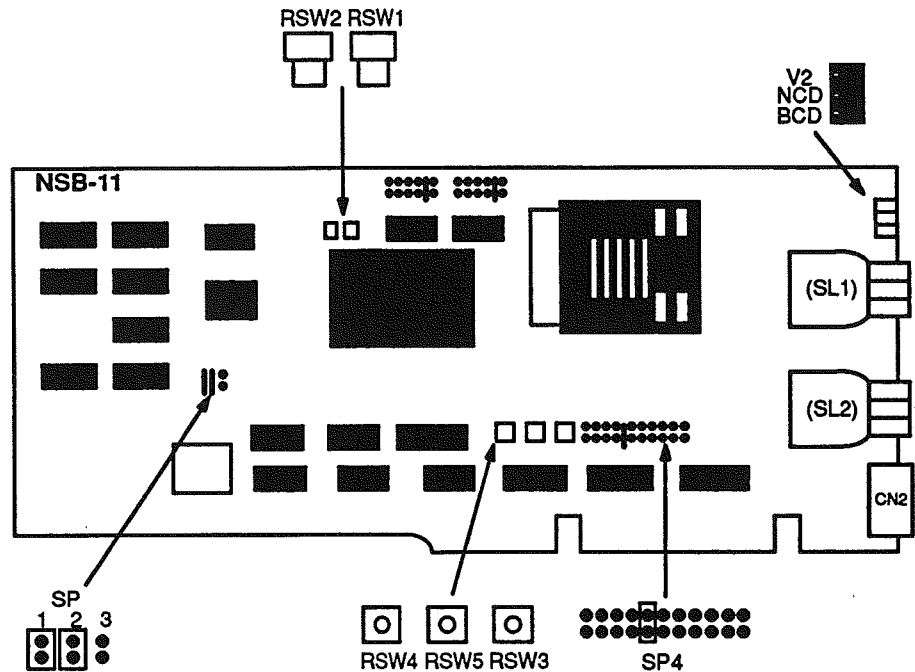 RSW2 RSW1
V2
NCD
BCD
NSB-11
(SL1)
(SL2)
CN2
SP
1 2 3
RSW4 RSW5 RSW3
SP4